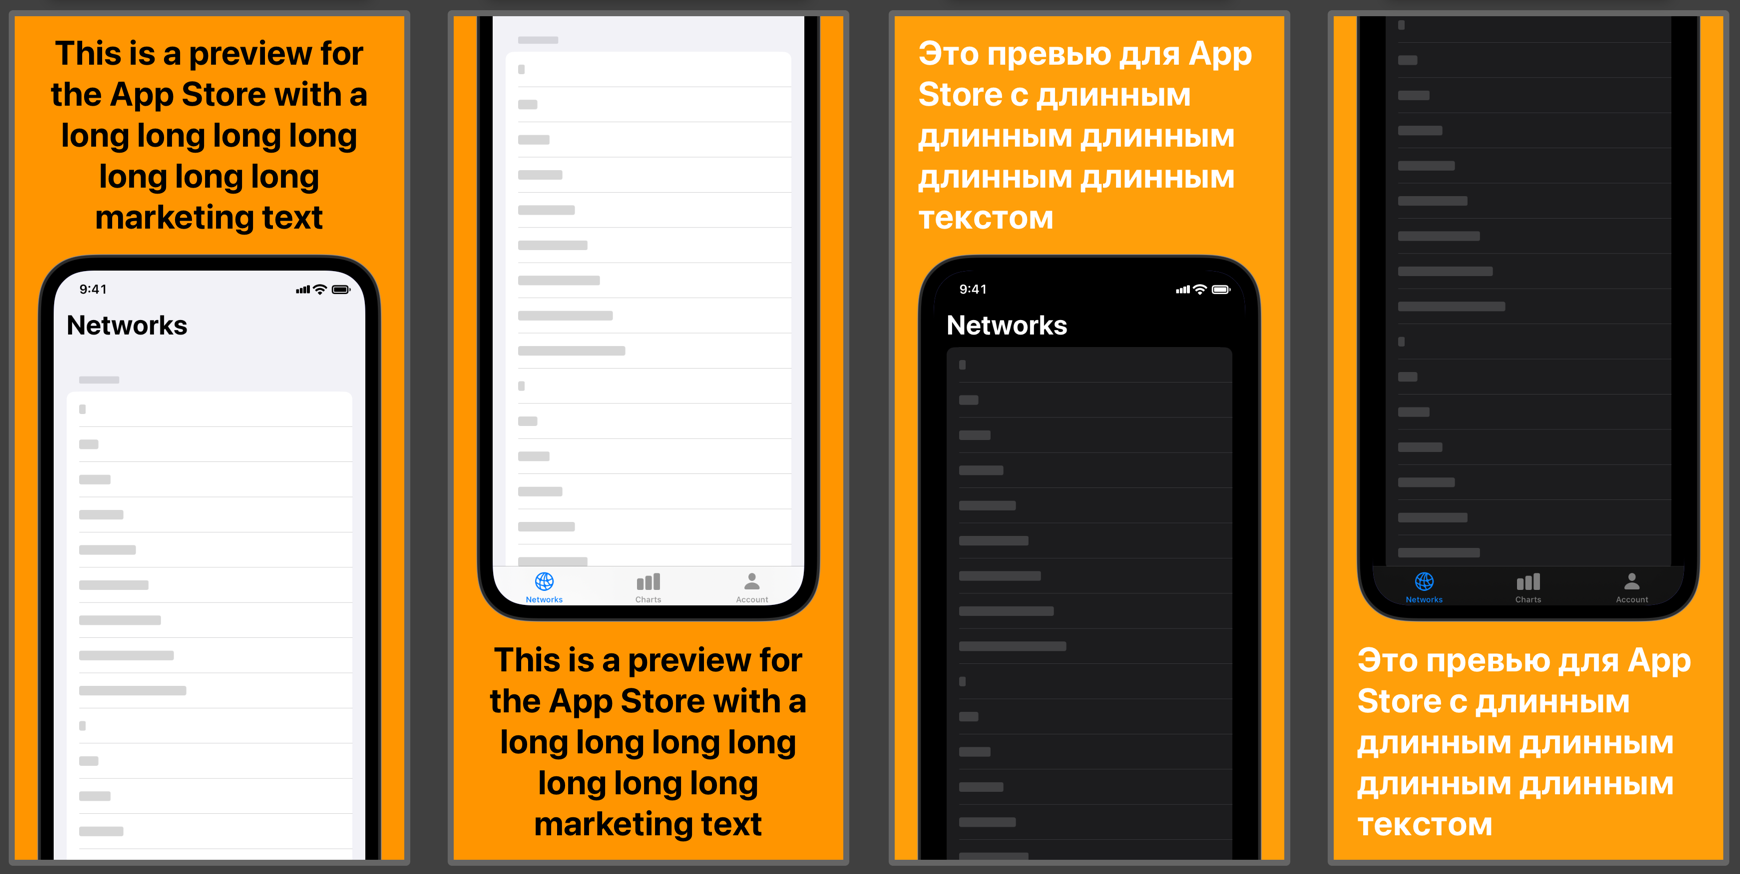 This is a preview for
the App Store with a
long long long long
long long long
marketing text
9:41
Networks
Networks
Charts
Account
This is a preview for
the App Store with a
long long long long
long long long
marketing text
Это превью для App
Store с длинным
длинным длинным
длинным длинным
текстом
9:41
Networks
Networks
Charts
Account
Это превью для App
Store с длинным
длинным длинным
длинным длинным
текстом